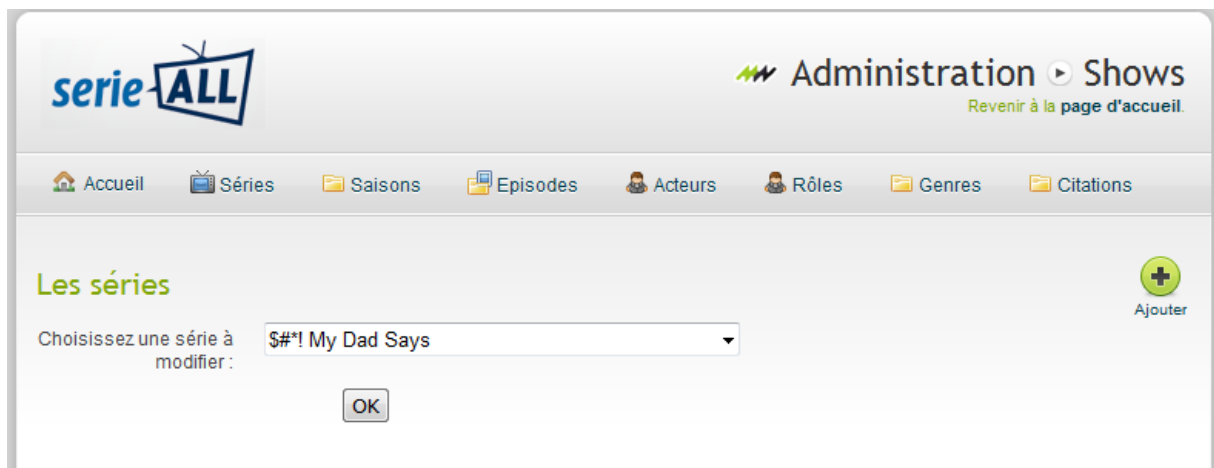 serie ALL
Administration Shows
Revenir à la page d'accueil.
Accueil Séries Saisons Episodes Acteurs Rôles Genres Citations
Les séries
Ajouter
Choisissez une série à
modifier :
$#*! My Dad Says
OK